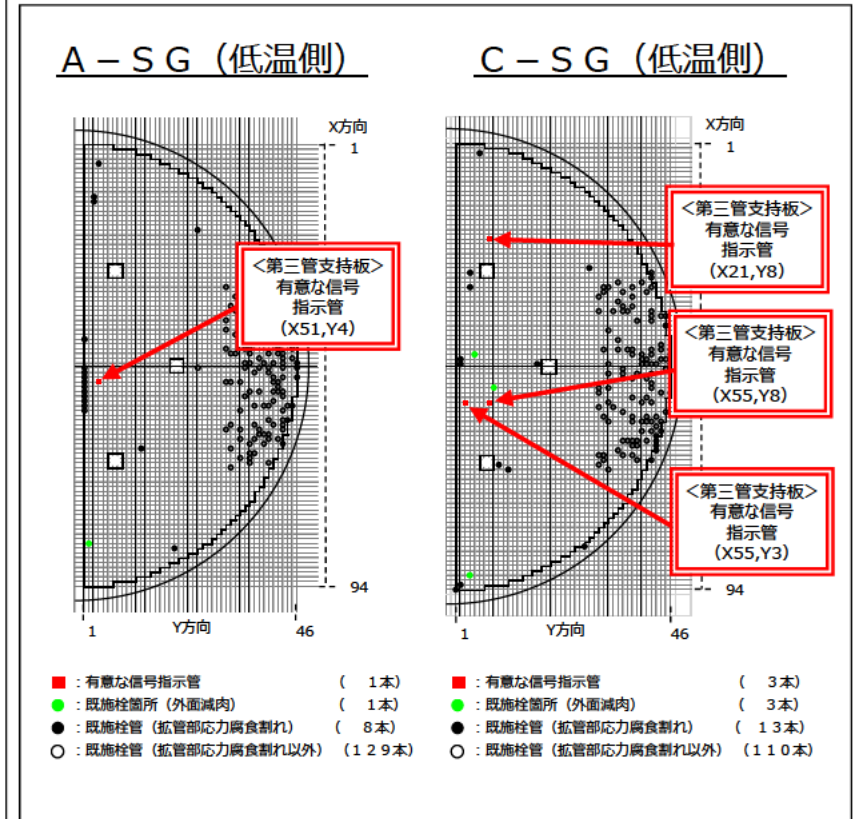 A－SG（低温側）
X方向
1
＜第三管支持板＞
有意な信号
指示管
（X51,Y4）
94
1
Y方向
46
■：有意な信号指示管　（　1本）
●：既施栓箇所（外面減肉）　（　1本）
●：既施栓管（拡管部応力腐食割れ）　（　8本）
○：既施栓管（拡管部応力腐食割れ以外）　（129本）
C－SG（低温側）
X方向
1
＜第三管支持板＞
有意な信号
指示管
（X21,Y8）
＜第三管支持板＞
有意な信号
指示管
（X55,Y8）
＜第三管支持板＞
有意な信号
指示管
（X55,Y3）
94
1
Y方向
46
■：有意な信号指示管　（　3本）
●：既施栓箇所（外面減肉）　（　3本）
●：既施栓管（拡管部応力腐食割れ）　（　13本）
○：既施栓管（拡管部応力腐食割れ以外）　（110本）